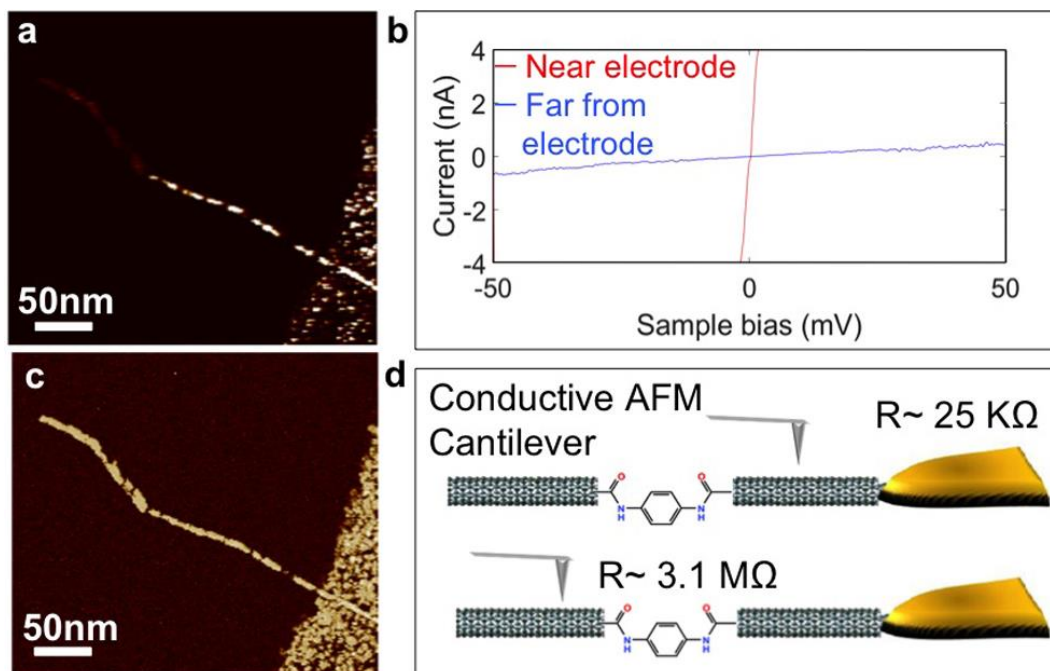 a
50nm
b
4
2
0
-2
-4
Current (nA)
Near electrode
Far from
electrode
-50
0
50
Sample bias (mV)
c
50nm
d
Conductive AFM
Cantilever
R~ 25 KΩ
O
O
N
H
N
H
R~ 3.1 MΩ
O
O
N
H
N
H